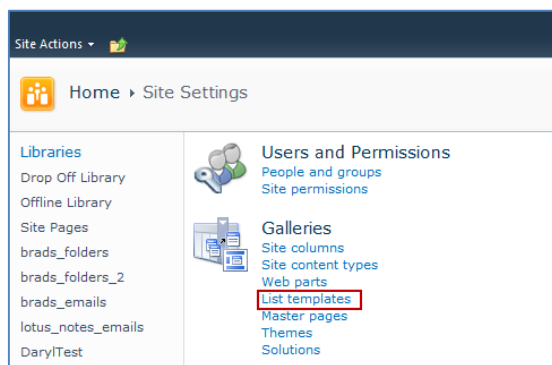 Site Actions
Home ▸ Site Settings
Libraries
Drop Off Library
Offline Library
Site Pages
brads_folders
brads_folders_2
brads_emails
lotus_notes_emails
DarylTest
Users and Permissions
People and groups
Site permissions
Galleries
Site columns
Site content types
Web parts
List templates
Master pages
Themes
Solutions